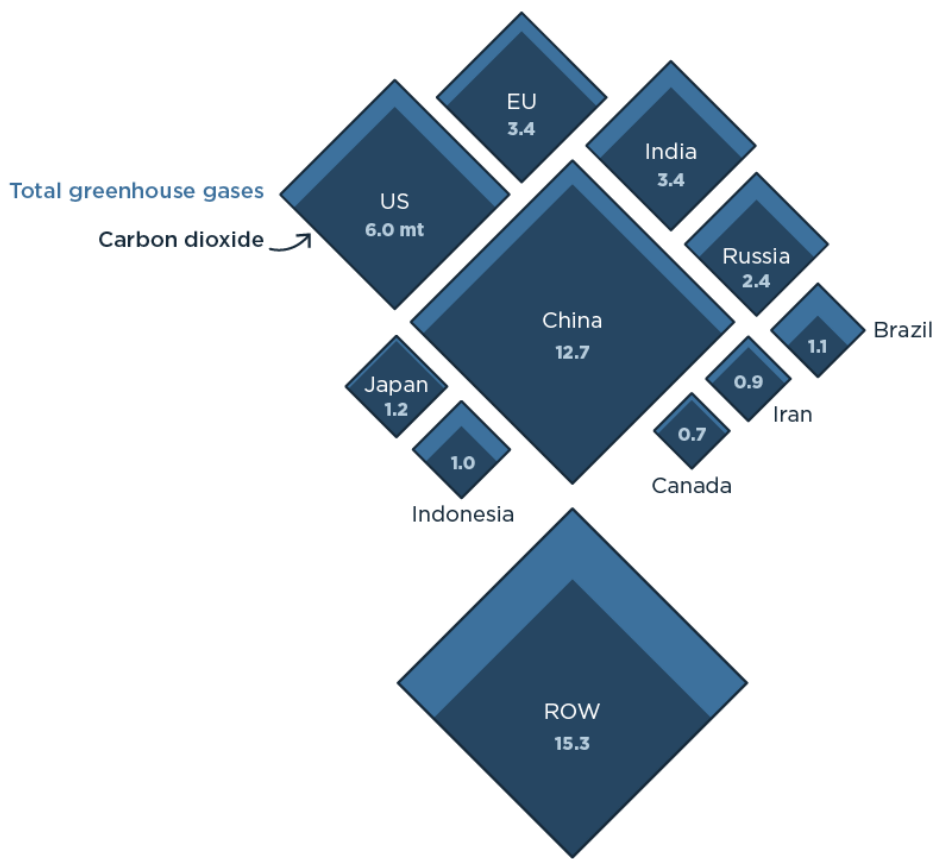 EU
3.4
India
3.4
Total greenhouse gases
US
6.0 mt
Carbon dioxide
Russia
2.4
China
12.7
Brazil
1.1
Japan
1.2
0.9
Iran
1.0
Indonesia
0.7
Canada
ROW
15.3